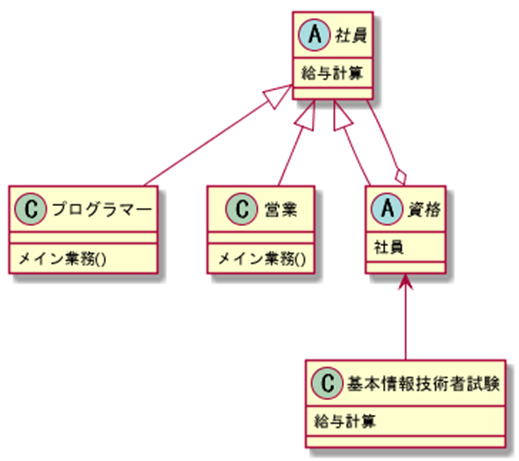 A 社員
給与計算
C プログラマー
メイン業務()
C 営業
メイン業務()
A 資格
社員
C 基本情報技術者試験
給与計算